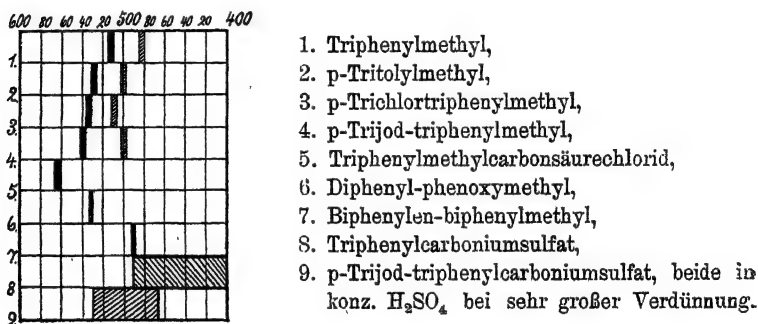 600 80 60 40 20 500 80 60 40 20 400
1.
2.
3.
4.
5.
6.
7.
8
9.
1. Triphenylmethyl,
2. p-Tritolylmethyl,
3. p-Trichlortriphenylmethyl,
4. p-Trijod-triphenylmethyl,
5. Triphenylmethylcarbonsäurechlorid,
6. Diphenyl-phenoxymethyl,
7. Biphenylen-biphenylmethyl,
8. Triphenylcarboniumsulfat,
9. p-Trijod-triphenylcarboniumsulfat, beide in
konz. H₂SO₄ bei sehr großer Verdünnung.